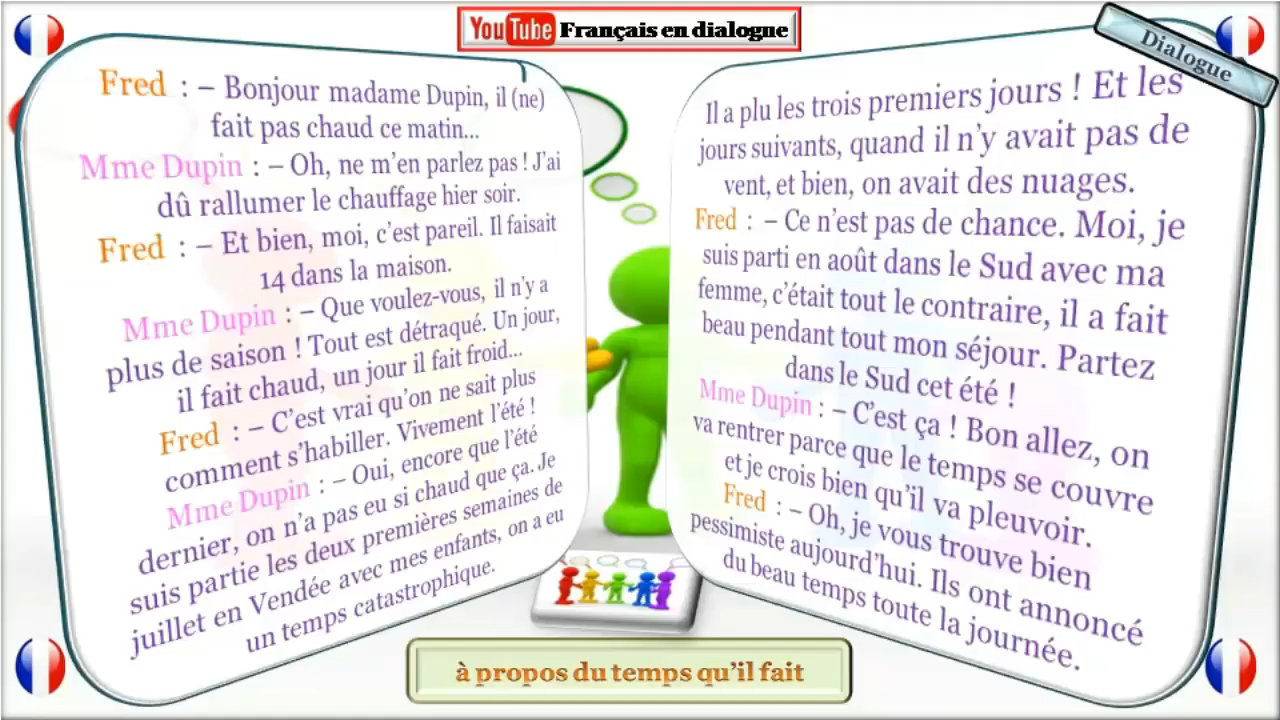 YouTube Français en dialogue
Dialogue
Fred : – Bonjour madame Dupin, il (ne)
fait pas chaud ce matin...
Mme Dupin : – Oh, ne m’en parlez pas ! J’ai
dû rallumer le chauffage hier soir.
Fred : – Et bien, moi, c’est pareil. Il faisait
14 dans la maison.
Mme Dupin : – Que voulez-vous, il n’y a
plus de saison ! Tout est détraqué. Un jour,
il fait chaud, un jour il fait froid...
Fred : – C’est vrai qu’on ne sait plus
comment s’habiller. Vivement l’été !
Mme Dupin : – Oui, encore que l’été
dernier, on n’a pas eu si chaud que ça. Je
suis partie les deux premières semaines de
juillet en Vendée avec mes enfants, on a eu
un temps catastrophique.
Il a plu les trois premiers jours ! Et les
jours suivants, quand il n’y avait pas de
vent, et bien, on avait des nuages.
Fred : – Ce n’est pas de chance. Moi, je
suis parti en août dans le Sud avec ma
femme, c’était tout le contraire, il a fait
beau pendant tout mon séjour. Partez
dans le Sud cet été !
Mme Dupin : – C’est ça ! Bon allez, on
va rentrer parce que le temps se couvre
et je crois bien qu’il va pleuvoir.
Fred : – Oh, je vous trouve bien
pessimiste aujourd’hui. Ils ont annoncé
du beau temps toute la journée.
à propos du temps qu’il fait